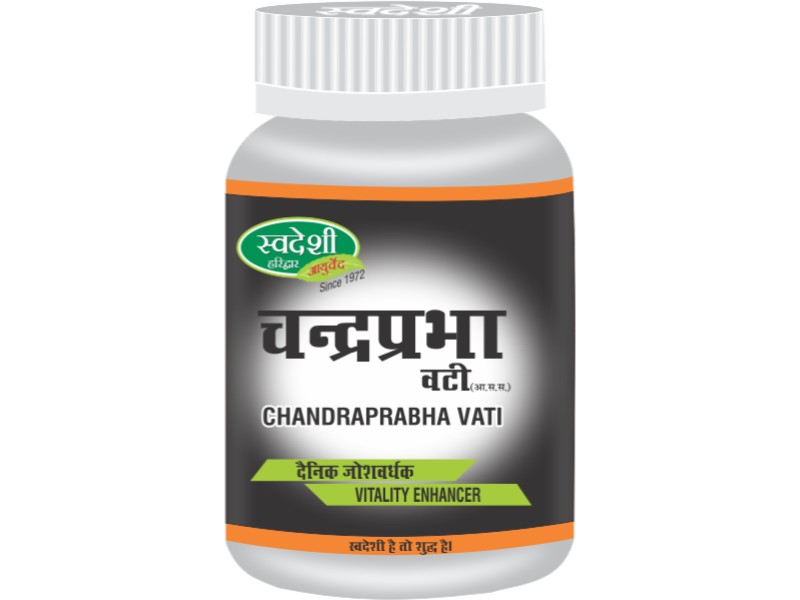 स्वदेशी
स्वदेशी
हरिद्वार
आयुर्वेद
Since 1972
चन्द्रप्रभा
वटी (आ.स.स.)
CHANDRAPRABHA VATI
दैनिक जोशवर्धक
VITALITY ENHANCER
स्वदेशी है तो शुद्ध है।